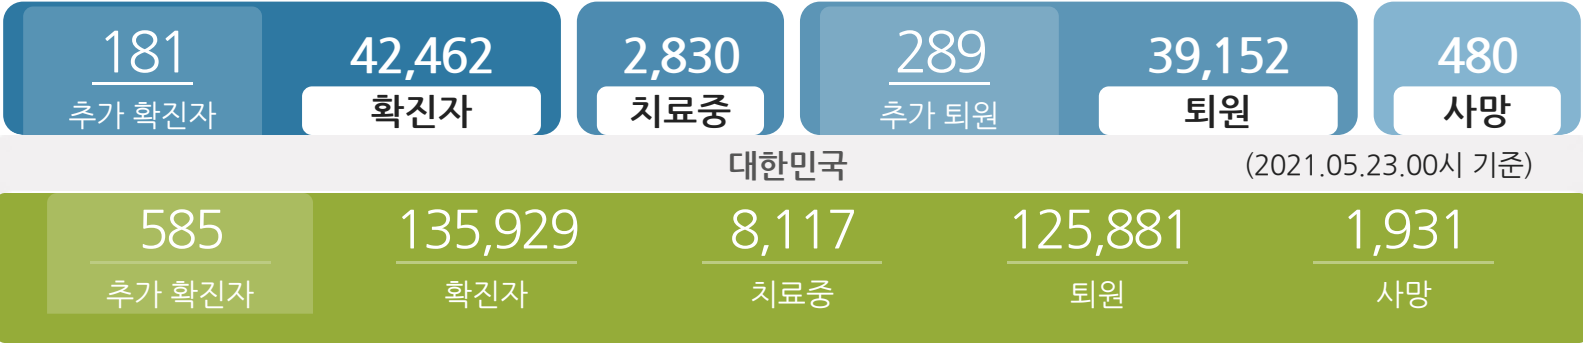 181 42,462 2,830 289 39,152 480
추가 확진자 확진자 치료중 추가 퇴원 퇴원 사망
대한민국 (2021.05.23.00시 기준)
585 135,929 8,117 125,881 1,931
추가 확진자 확진자 치료중 퇴원 사망